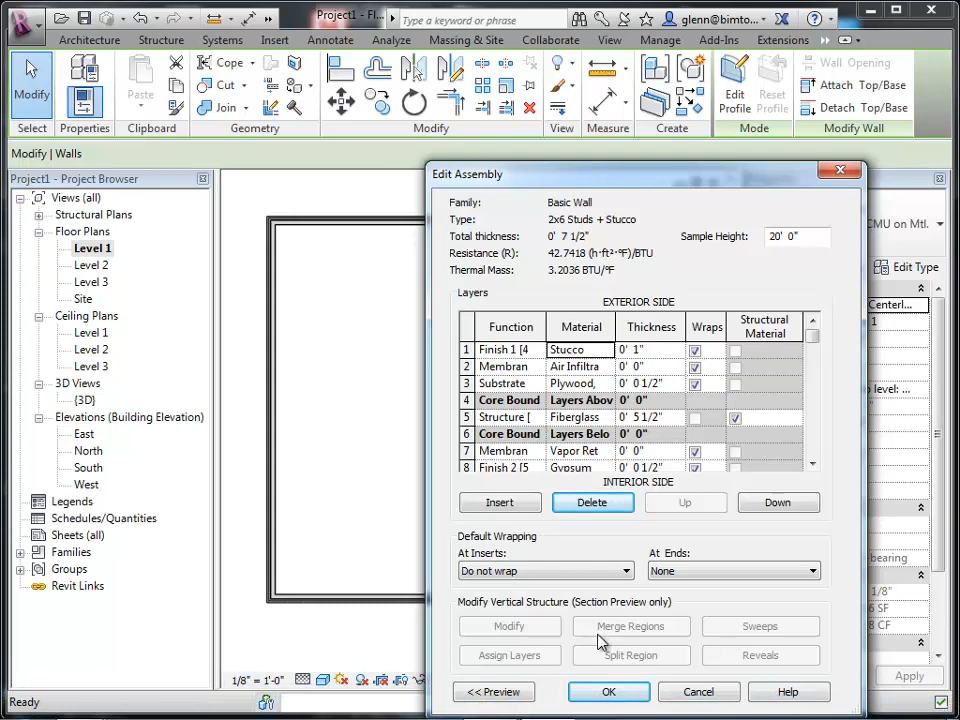 Project1 - Fl...
Type a keyword or phrase
glenn@bimto...
Architecture Structure Systems Insert Annotate Analyze Massing & Site Collaborate View Manage Add-Ins Extensions
Modify
Paste
Cope
Cut
Join
Edit Profile
Reset Profile
Wall Opening
Attach Top/Base
Detach Top/Base
Select Properties Clipboard Geometry Modify View Measure Create Mode Modify Wall
Modify | Walls
Project1 - Project Browser
Views (all)
Structural Plans
Floor Plans
Level 1
Level 2
Level 3
Site
Ceiling Plans
Level 1
Level 2
Level 3
3D Views
{3D}
Elevations (Building Elevation)
East
North
South
West
Legends
Schedules/Quantities
Sheets (all)
Families
Groups
Revit Links
Edit Assembly
Family: Basic Wall
Type: 2x6 Studs + Stucco
Total thickness: 0' 7 1/2" Sample Height: 20' 0"
Resistance (R): 42.7418 (h·ft²·°F)/BTU
Thermal Mass: 3.2036 BTU/°F
Layers
EXTERIOR SIDE
Function Material Thickness Wraps Structural Material
1 Finish 1 [4 Stucco 0' 1"
2 Membran Air Infiltra 0' 0"
3 Substrate Plywood, 0' 0 1/2"
4 Core Bound Layers Abov 0' 0"
5 Structure [ Fiberglass 0' 5 1/2"
6 Core Bound Layers Belo 0' 0"
7 Membran Vapor Ret 0' 0"
8 Finish 2 [5 Gypsum 0' 0 1/2"
INTERIOR SIDE
Insert Delete Up Down
Default Wrapping
At Inserts: At Ends:
Do not wrap None
Modify Vertical Structure (Section Preview only)
Modify Merge Regions Sweeps
Assign Layers Split Region Reveals
<< Preview OK Cancel Help
CMU on Mtl.
Edit Type
Centerl...
1
p level: ...
-bearing
1/8"
6 SF
8 CF
Apply
1/8" = 1'-0"
Ready